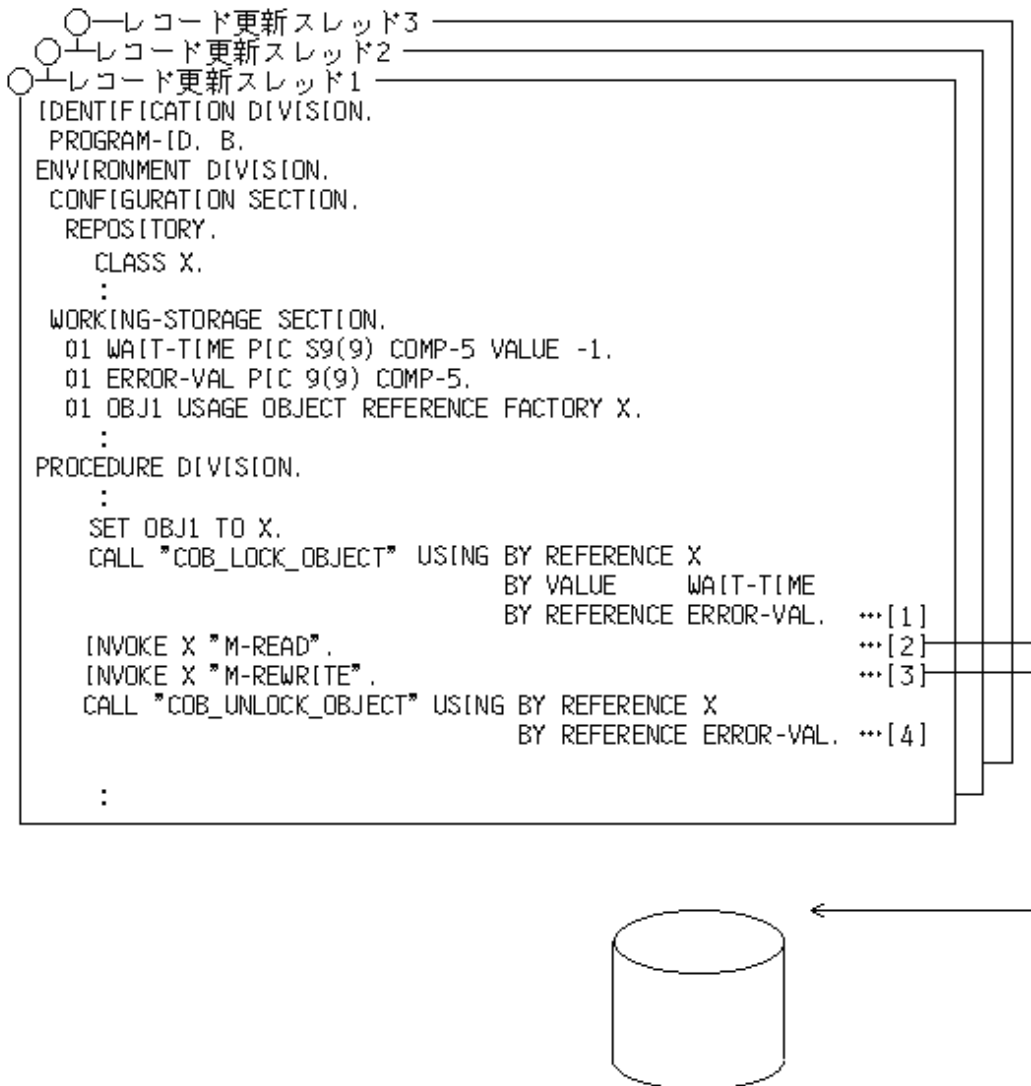 レコード更新スレッド3
レコード更新スレッド2
レコード更新スレッド1
IDENTIFICATION DIVISION.
PROGRAM-ID. B.
ENVIRONMENT DIVISION.
CONFIGURATION SECTION.
REPOSITORY.
CLASS X.
:
WORKING-STORAGE SECTION.
01 WAIT-TIME PIC S9(9) COMP-5 VALUE -1.
01 ERROR-VAL PIC 9(9) COMP-5.
01 OBJ1 USAGE OBJECT REFERENCE FACTORY X.
:
PROCEDURE DIVISION.
:
SET OBJ1 TO X.
CALL "COB_LOCK_OBJECT" USING BY REFERENCE X
BY VALUE WAIT-TIME
BY REFERENCE ERROR-VAL. …[1]
INVOKE X "M-READ". …[2]
INVOKE X "M-REWRITE". …[3]
CALL "COB_UNLOCK_OBJECT" USING BY REFERENCE X
BY REFERENCE ERROR-VAL. …[4]
: